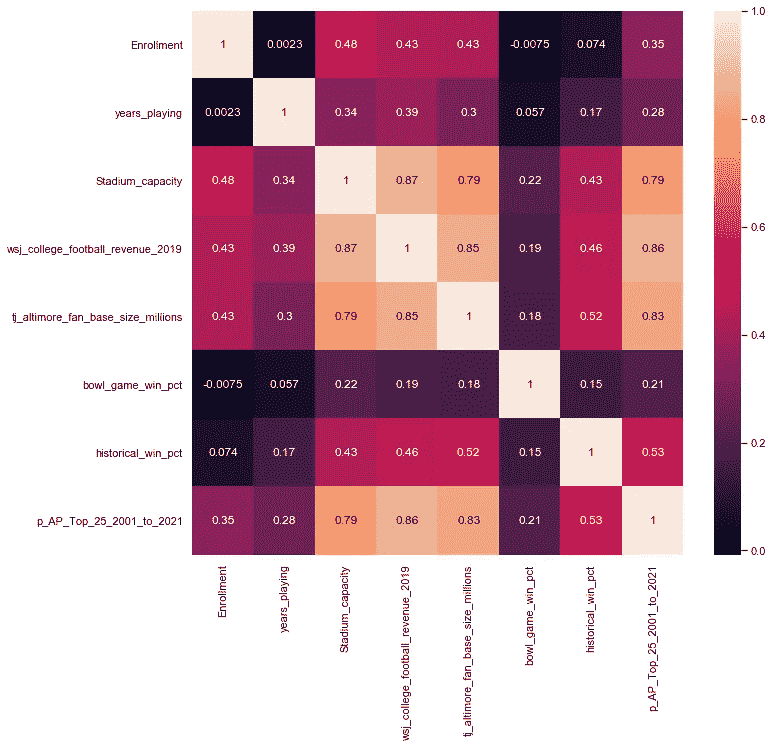 1.0
Enrollment 1 0.0023 0.48 0.43 0.43 -0.0075 0.074 0.35
years_playing 0.0023 1 0.34 0.39 0.3 0.057 0.17 0.28
0.8
Stadium_capacity 0.48 0.34 1 0.87 0.79 0.22 0.43 0.79
0.6
wsj_college_football_revenue_2019 0.43 0.39 0.87 1 0.85 0.19 0.46 0.86
tj_altimore_fan_base_size_millions 0.43 0.3 0.79 0.85 1 0.18 0.52 0.83
0.4
bowl_game_win_pct -0.0075 0.057 0.22 0.19 0.18 1 0.15 0.21
0.2
historical_win_pct 0.074 0.17 0.43 0.46 0.52 0.15 1 0.53
p_AP_Top_25_2001_to_2021 0.35 0.28 0.79 0.86 0.83 0.21 0.53 1
0.0
Enrollment
years_playing
Stadium_capacity
wsj_college_football_revenue_2019
tj_altimore_fan_base_size_millions
bowl_game_win_pct
historical_win_pct
p_AP_Top_25_2001_to_2021